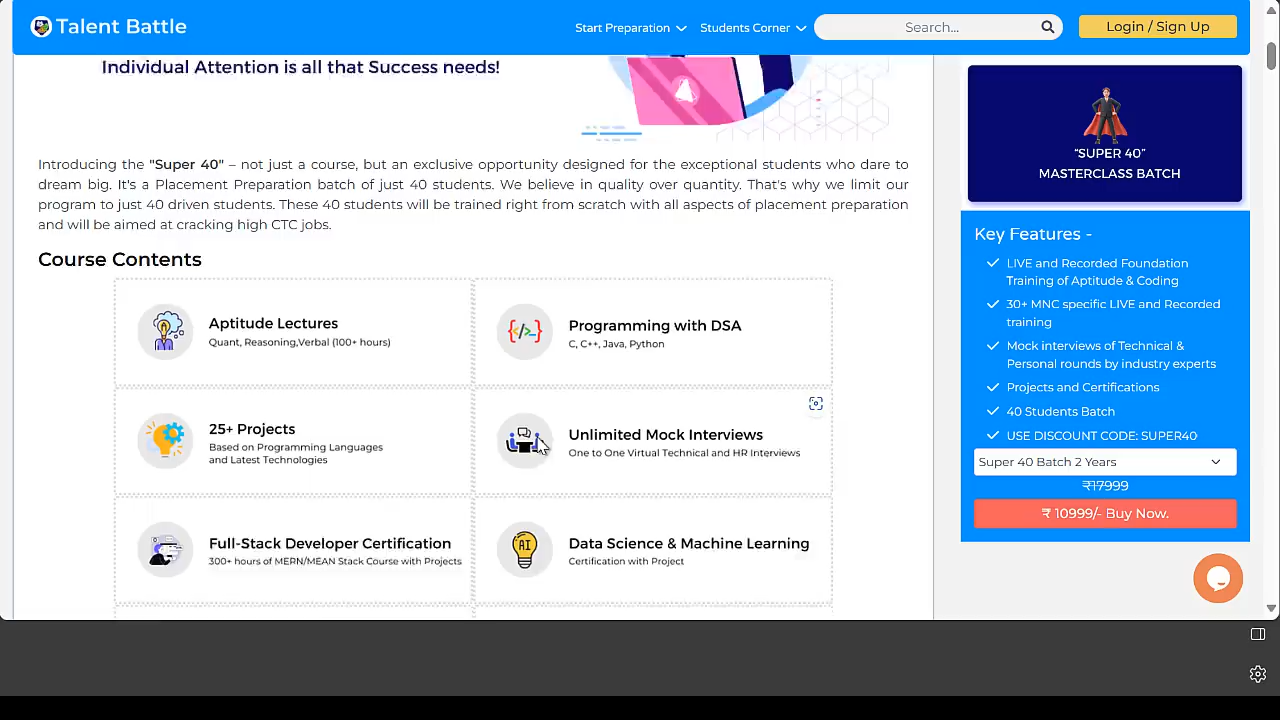 Talent Battle
Start Preparation
Students Corner
Search...
Login / Sign Up
Individual Attention is all that Success needs!
Introducing the "Super 40" – not just a course, but an exclusive opportunity designed for the exceptional students who dare to
dream big. It's a Placement Preparation batch of just 40 students. We believe in quality over quantity. That's why we limit our
program to just 40 driven students. These 40 students will be trained right from scratch with all aspects of placement preparation
and will be aimed at cracking high CTC jobs.
Course Contents
Aptitude Lectures
Quant, Reasoning,Verbal (100+ hours)
Programming with DSA
C, C++, Java, Python
25+ Projects
Based on Programming Languages
and Latest Technologies
Unlimited Mock Interviews
One to One Virtual Technical and HR Interviews
Full-Stack Developer Certification
300+ hours of MERN/MEAN Stack Course with Projects
AI
Data Science & Machine Learning
Certification with Project
“SUPER 40”
MASTERCLASS BATCH
Key Features -
LIVE and Recorded Foundation
Training of Aptitude & Coding
30+ MNC specific LIVE and Recorded
training
Mock interviews of Technical &
Personal rounds by industry experts
Projects and Certifications
40 Students Batch
USE DISCOUNT CODE: SUPER40
Super 40 Batch 2 Years
₹17999
₹ 10999/- Buy Now.